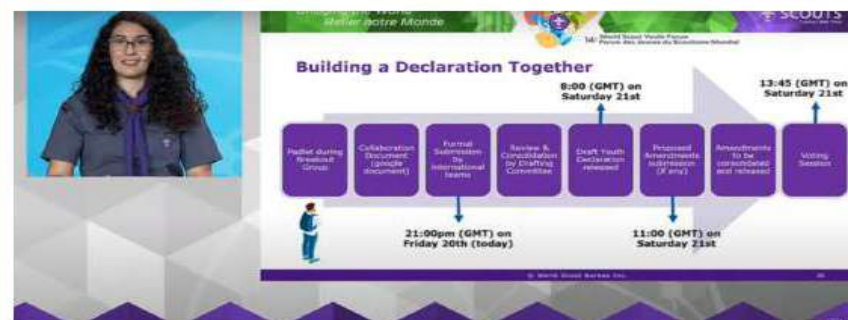 Relier notre Monde
SCOUTS
14th World Scout Youth Forum
Forum des Jeunes du Scoutisme Mondial
Building a Declaration Together
8:00 (GMT) on
Saturday 21st
13:45 (GMT) on
Saturday 21st
Padlet during
Breakout
Group
Collaboration
Document
(google
document)
Formal
Submission
by
international
teams
Review &
Consolidation
by Drafting
Committee
Draft Youth
Declaration
released
Proposed
Amendments
submission
(if any)
Amendments
to be
consolidated
and released
Voting
Session
21:00pm (GMT) on
Friday 20th (today)
11:00 (GMT) on
Saturday 21st
© World Scout Bureau Inc.